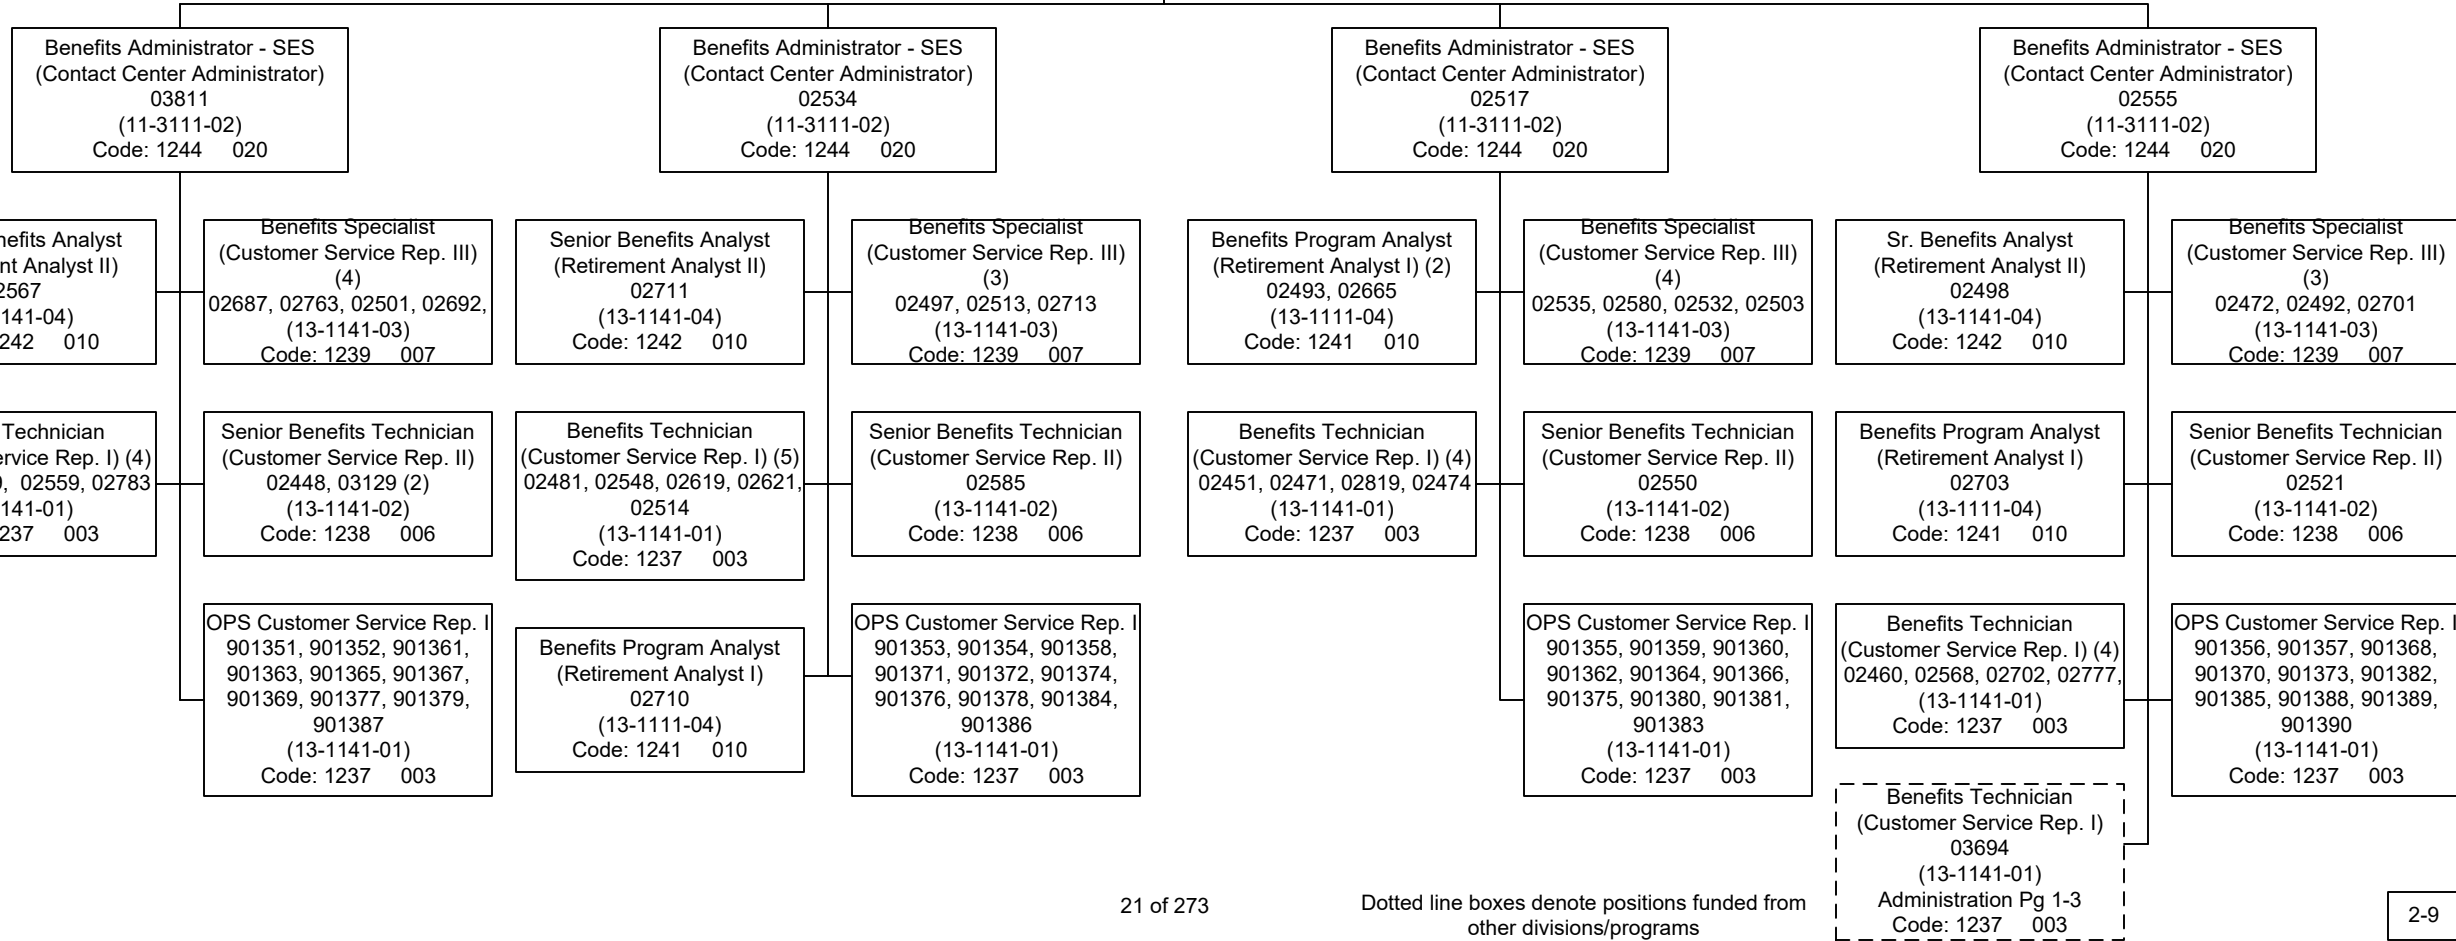 Benefits Administrator - SES
(Contact Center Administrator)
03811
(11-3111-02)
Code: 1244 020
Benefits Administrator - SES
(Contact Center Administrator)
02534
(11-3111-02)
Code: 1244 020
Benefits Administrator - SES
(Contact Center Administrator)
02517
(11-3111-02)
Code: 1244 020
Benefits Administrator - SES
(Contact Center Administrator)
02555
(11-3111-02)
Code: 1244 020
Analyst
Analyst II)
2567
141-04)
242 010
Benefits Specialist
(Customer Service Rep. III)
(4)
02687, 02763, 02501, 02692,
(13-1141-03)
Code: 1239 007
Senior Benefits Analyst
(Retirement Analyst II)
02711
(13-1141-04)
Code: 1242 010
Benefits Specialist
(Customer Service Rep. III)
(3)
02497, 02513, 02713
(13-1141-03)
Code: 1239 007
Benefits Program Analyst
(Retirement Analyst I) (2)
02493, 02665
(13-1111-04)
Code: 1241 010
Benefits Specialist
(Customer Service Rep. III)
(4)
02535, 02580, 02532, 02503
(13-1141-03)
Code: 1239 007
Sr. Benefits Analyst
(Retirement Analyst II)
02498
(13-1141-04)
Code: 1242 010
Benefits Specialist
(Customer Service Rep. III)
(3)
02472, 02492, 02701
(13-1141-03)
Code: 1239 007
Technician
Rep. I) (4)
, 02559, 02783
141-01)
237 003
Senior Benefits Technician
(Customer Service Rep. II)
02448, 03129 (2)
(13-1141-02)
Code: 1238 006
Benefits Technician
(Customer Service Rep. I) (5)
02481, 02548, 02619, 02621,
02514
(13-1141-01)
Code: 1237 003
Senior Benefits Technician
(Customer Service Rep. II)
02585
(13-1141-02)
Code: 1238 006
Benefits Technician
(Customer Service Rep. I) (4)
02451, 02471, 02819, 02474
(13-1141-01)
Code: 1237 003
Senior Benefits Technician
(Customer Service Rep. II)
02550
(13-1141-02)
Code: 1238 006
Benefits Program Analyst
(Retirement Analyst I)
02703
(13-1111-04)
Code: 1241 010
Senior Benefits Technician
(Customer Service Rep. II)
02521
(13-1141-02)
Code: 1238 006
OPS Customer Service Rep. I
901351, 901352, 901361,
901363, 901365, 901367,
901369, 901377, 901379,
901387
(13-1141-01)
Code: 1237 003
Benefits Program Analyst
(Retirement Analyst I)
02710
(13-1111-04)
Code: 1241 010
OPS Customer Service Rep. I
901353, 901354, 901358,
901371, 901372, 901374,
901376, 901378, 901384,
901386
(13-1141-01)
Code: 1237 003
OPS Customer Service Rep. I
901355, 901359, 901360,
901362, 901364, 901366,
901375, 901380, 901381,
901383
(13-1141-01)
Code: 1237 003
Benefits Technician
(Customer Service Rep. I) (4)
02460, 02568, 02702, 02777,
(13-1141-01)
Code: 1237 003
OPS Customer Service Rep. I
901356, 901357, 901368,
901370, 901373, 901382,
901385, 901388, 901389,
901390
(13-1141-01)
Code: 1237 003
Benefits Technician
(Customer Service Rep. I)
03694
(13-1141-01)
Administration Pg 1-3
Code: 1237 003
21 of 273
Dotted line boxes denote positions funded from
other divisions/programs
2-9